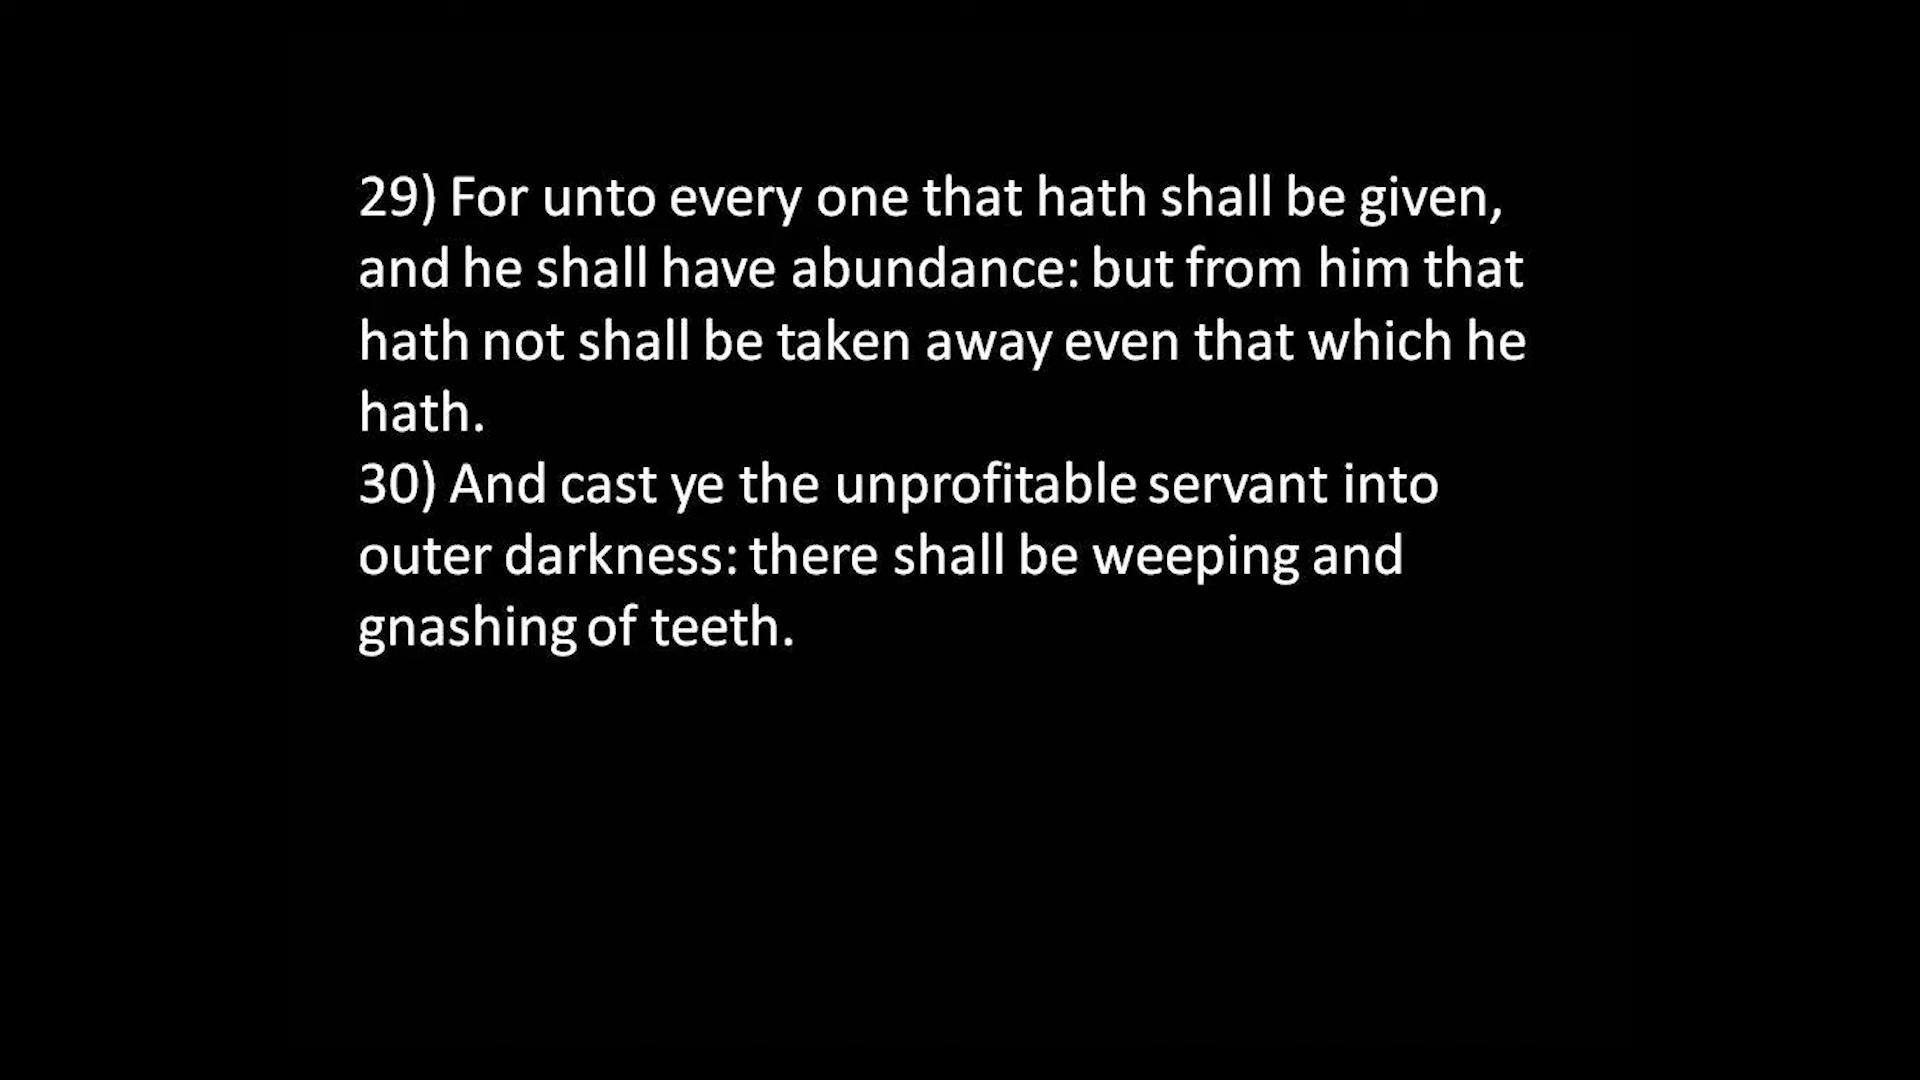 29) For unto every one that hath shall be given,
and he shall have abundance: but from him that
hath not shall be taken away even that which he
hath.
30) And cast ye the unprofitable servant into
outer darkness: there shall be weeping and
gnashing of teeth.